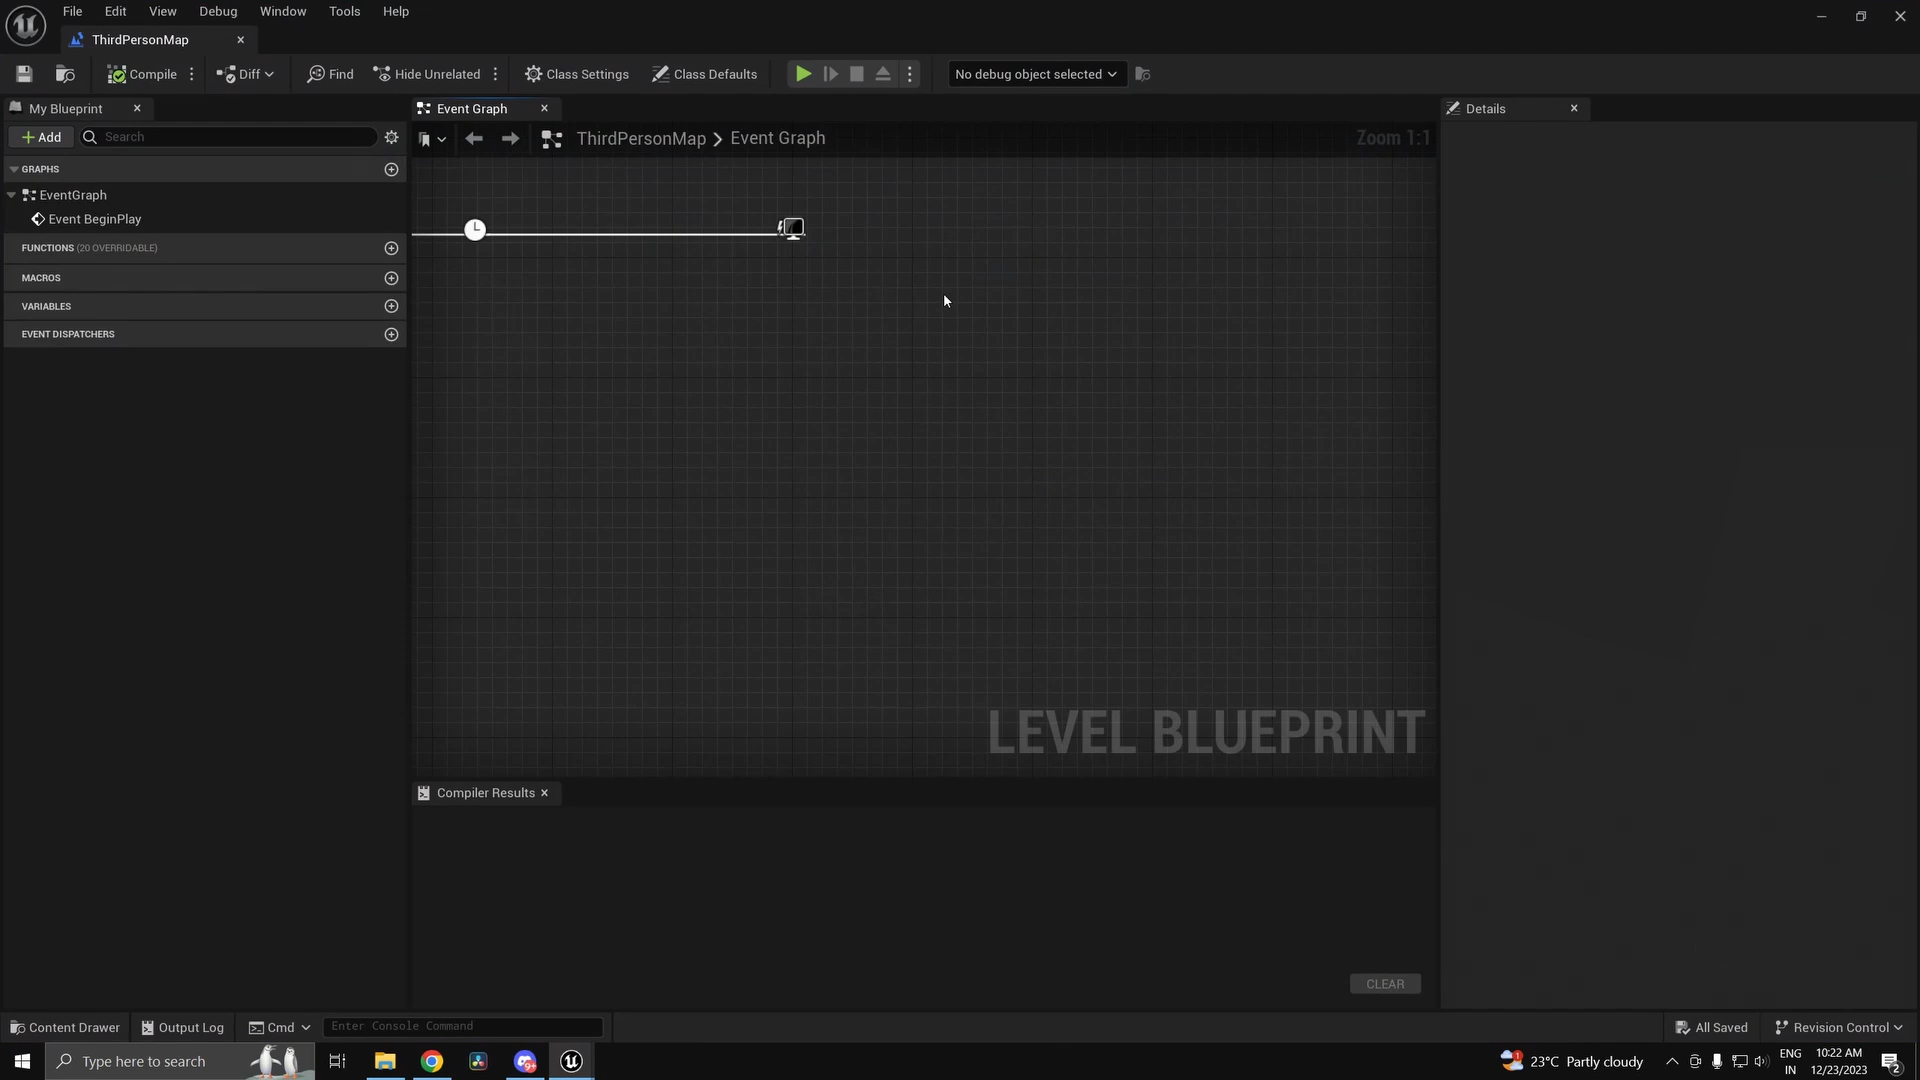 File Edit View Debug Window Tools Help
ThirdPersonMap
Compile Diff Find Hide Unrelated Class Settings Class Defaults No debug object selected
My Blueprint
Event Graph
Details
Add Search
ThirdPersonMap > Event Graph Zoom 1:1
GRAPHS
EventGraph
Event BeginPlay
FUNCTIONS (20 OVERRIDABLE)
MACROS
VARIABLES
EVENT DISPATCHERS
LEVEL BLUEPRINT
Compiler Results
CLEAR
Content Drawer Output Log Cmd Enter Console Command All Saved Revision Control
Type here to search 9+ 1 23°C Partly cloudy ENG 10:22 AM
IN 12/23/2023 2